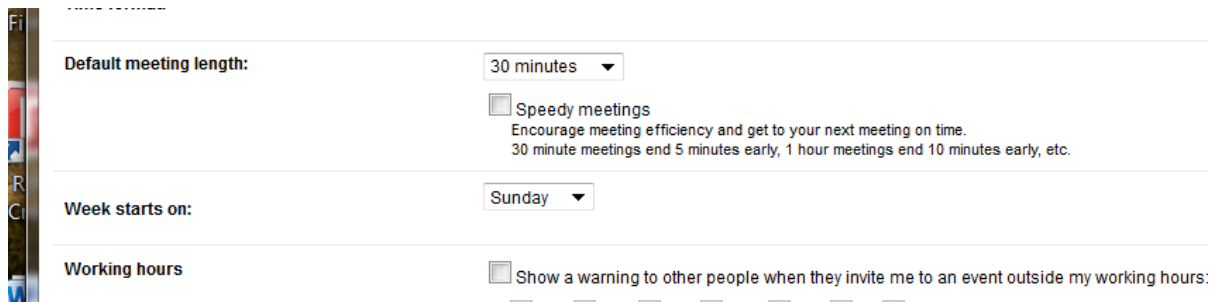 Fi
Default meeting length:
30 minutes
Speedy meetings
Encourage meeting efficiency and get to your next meeting on time.
30 minute meetings end 5 minutes early, 1 hour meetings end 10 minutes early, etc.
R
Week starts on:
Sunday
Working hours
Show a warning to other people when they invite me to an event outside my working hours: